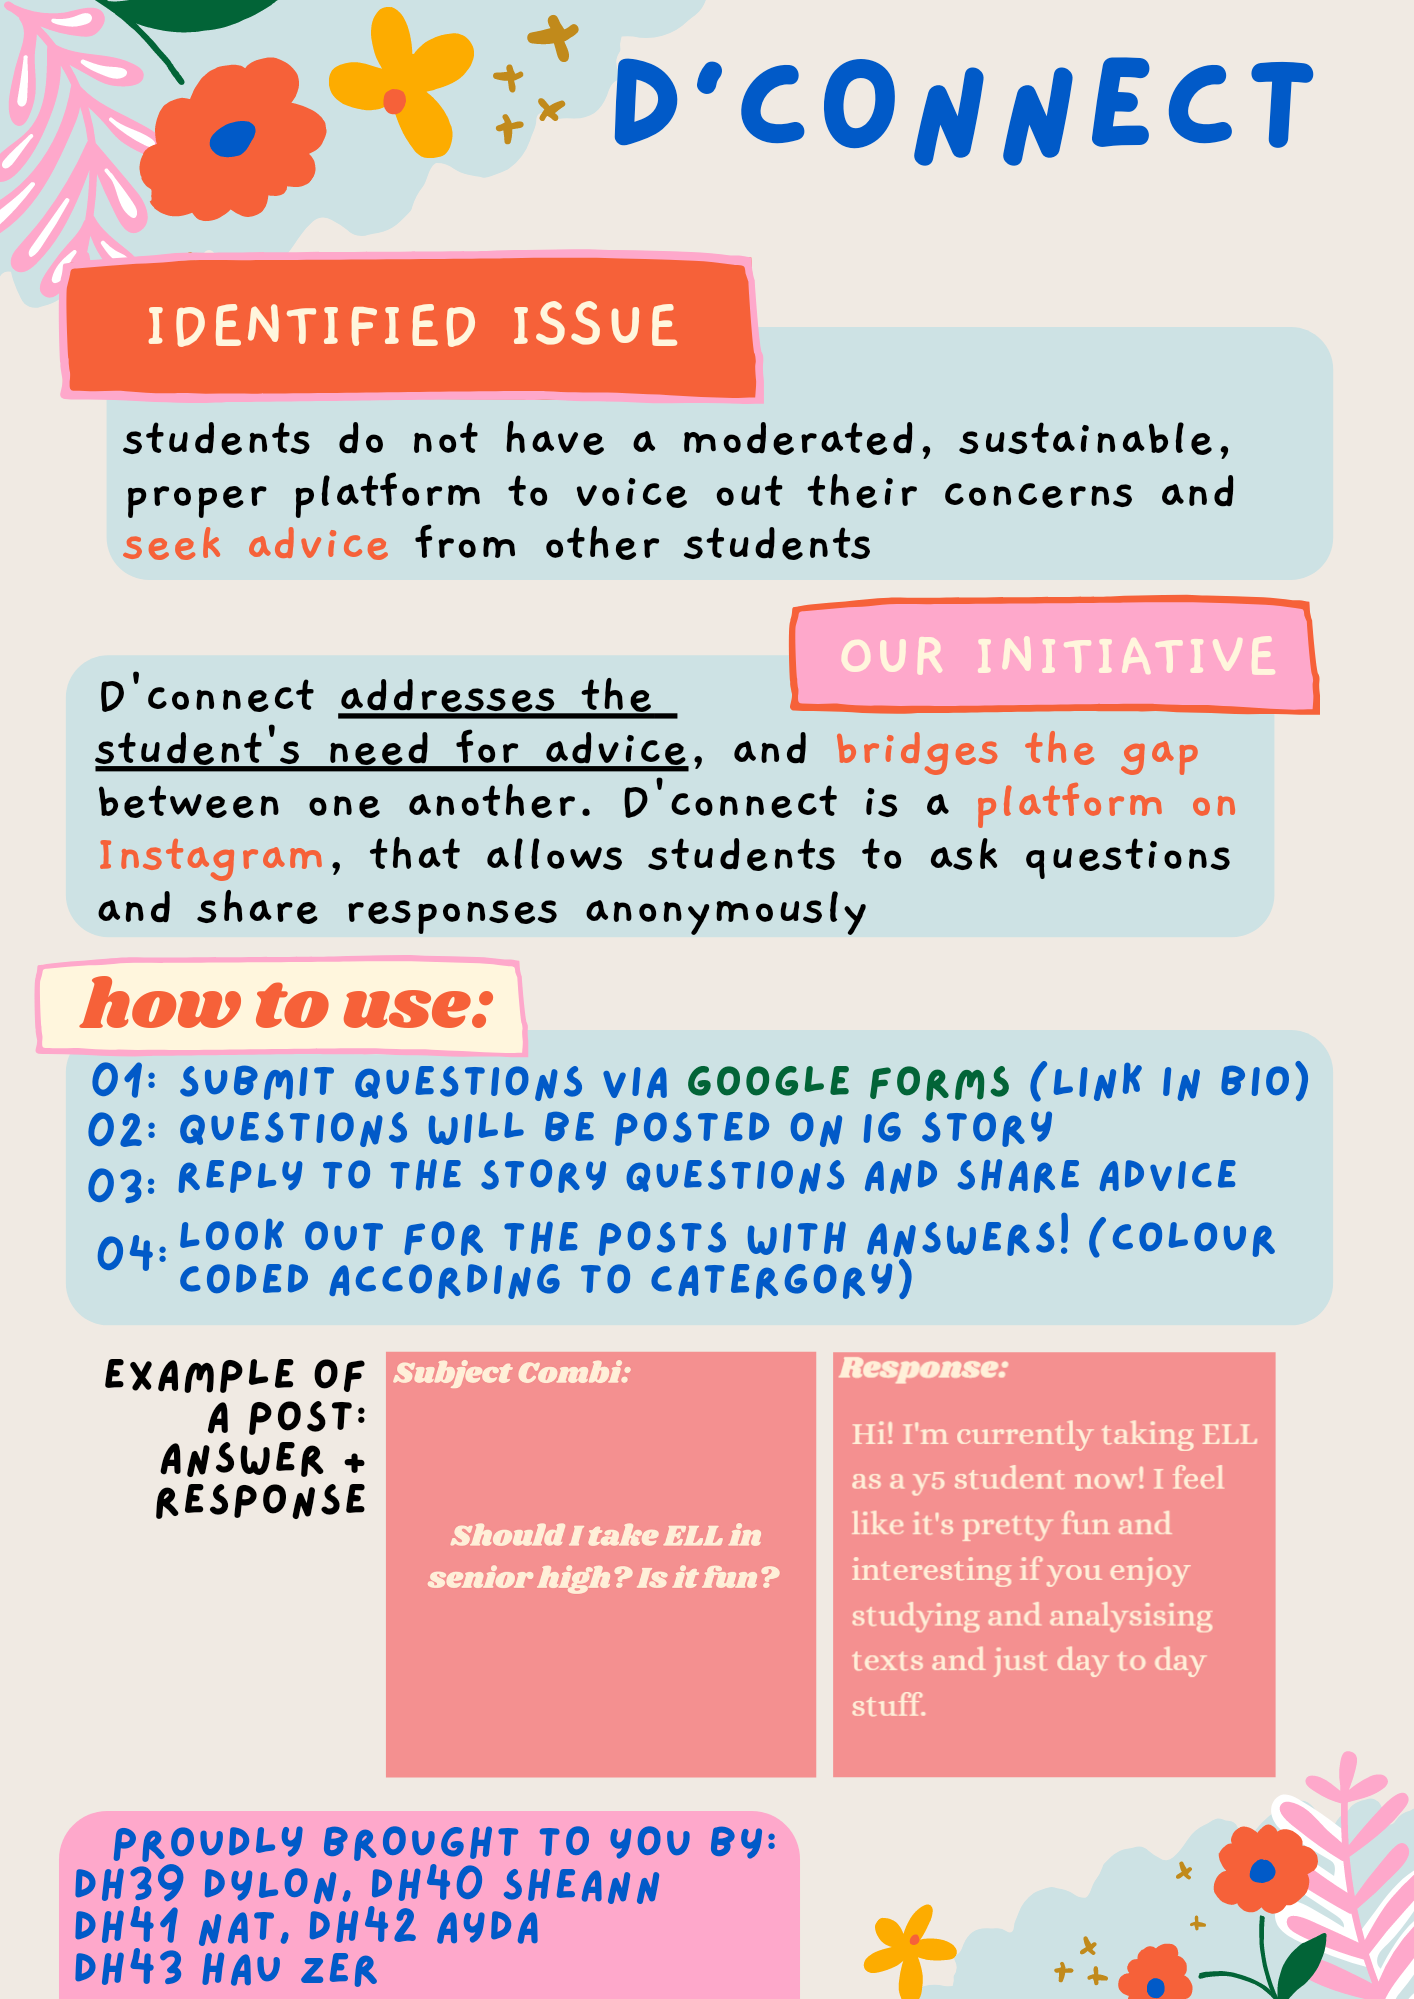 D'CONNECT
IDENTIFIED ISSUE
students do not have a moderated, sustainable,
proper platform to voice out their concerns and
seek advice from other students
OUR INITIATIVE
D'connect addresses the
student's need for advice, and bridges the gap
between one another. D'connect is a platform on
Instagram, that allows students to ask questions
and share responses anonymously
how to use:
01: SUBMIT QUESTIONS VIA GOOGLE FORMS (LINK IN BIO)
02: QUESTIONS WILL BE POSTED ON IG STORY
03: REPLY TO THE STORY QUESTIONS AND SHARE ADVICE
04: LOOK OUT FOR THE POSTS WITH ANSWERS! (COLOUR
CODED ACCORDING TO CATERGORY)
EXAMPLE OF
A POST:
ANSWER +
RESPONSE
Subject Combi:
Should I take ELL in
senior high? Is it fun?
Response:
Hi! I'm currently taking ELL
as a y5 student now! I feel
like it's pretty fun and
interesting if you enjoy
studying and analysising
texts and just day to day
stuff.
PROUDLY BROUGHT TO YOU BY:
DH39 DYLON, DH40 SHEANN
DH41 NAT, DH42 AYDA
DH43 HAU ZER